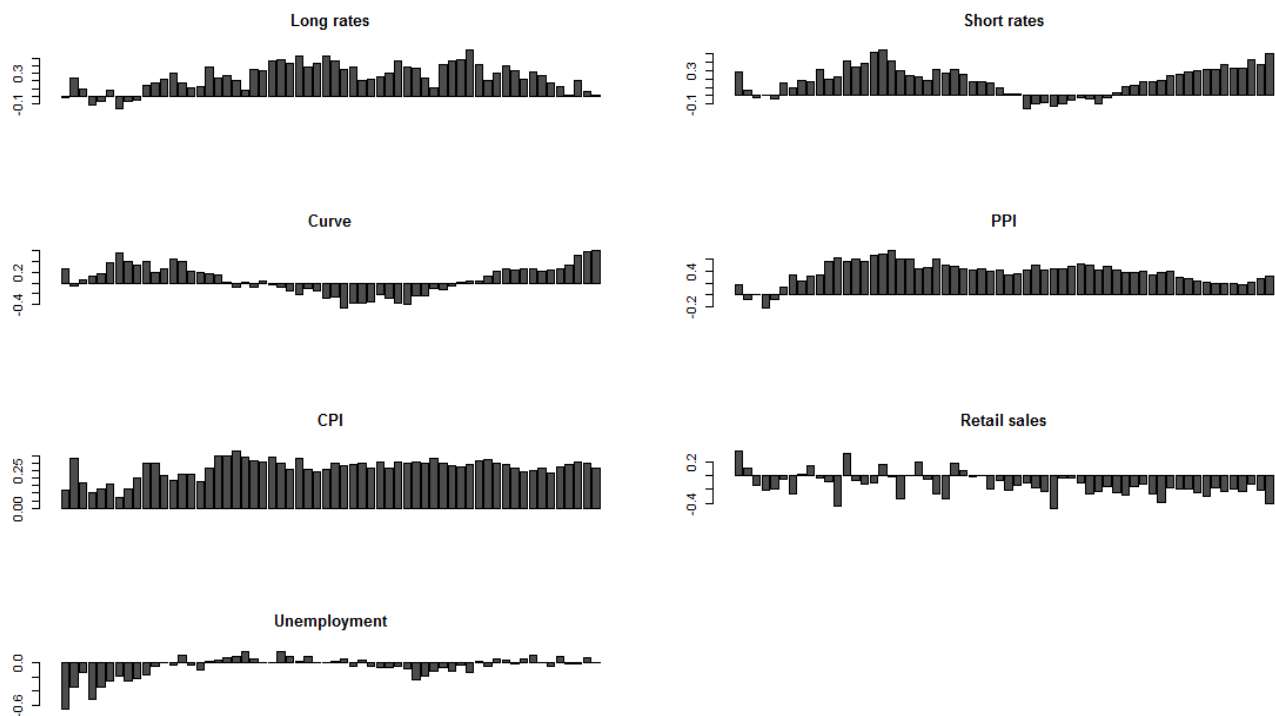 Long rates
0.3
-0.1
Short rates
0.3
-0.1
Curve
0.2
-0.4
PPI
0.4
-0.2
CPI
0.25
0.00
Retail sales
0.2
-0.4
Unemployment
0.0
-0.6